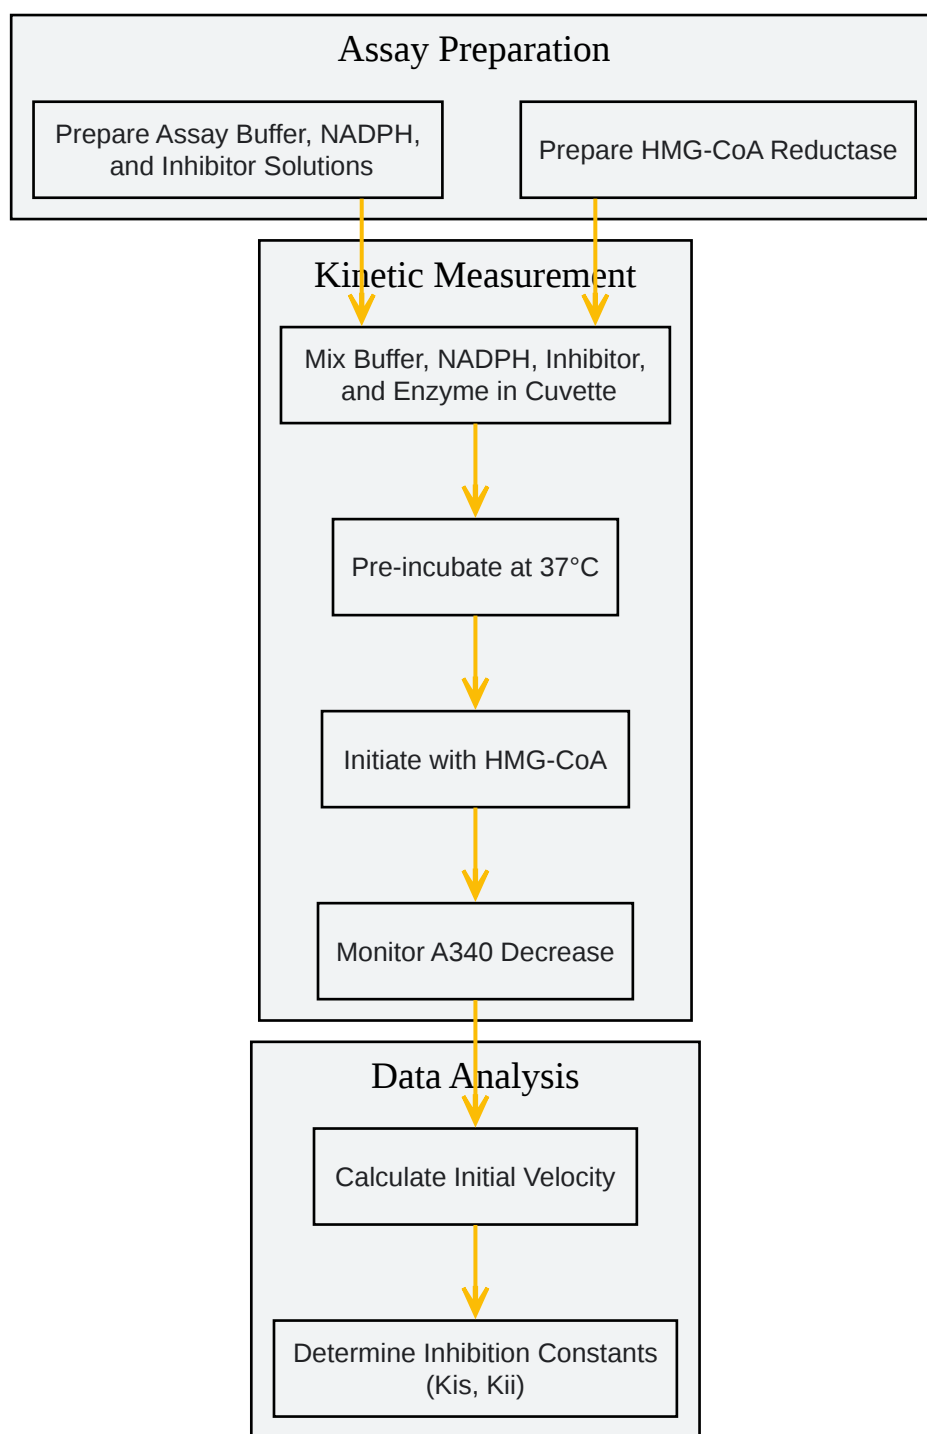 Assay Preparation
Prepare Assay Buffer, NADPH,
and Inhibitor Solutions
Prepare HMG-CoA Reductase
Kinetic Measurement
Mix Buffer, NADPH, Inhibitor,
and Enzyme in Cuvette
Pre-incubate at 37°C
Initiate with HMG-CoA
Monitor A340 Decrease
Data Analysis
Calculate Initial Velocity
Determine Inhibition Constants
(Kis, Kii)